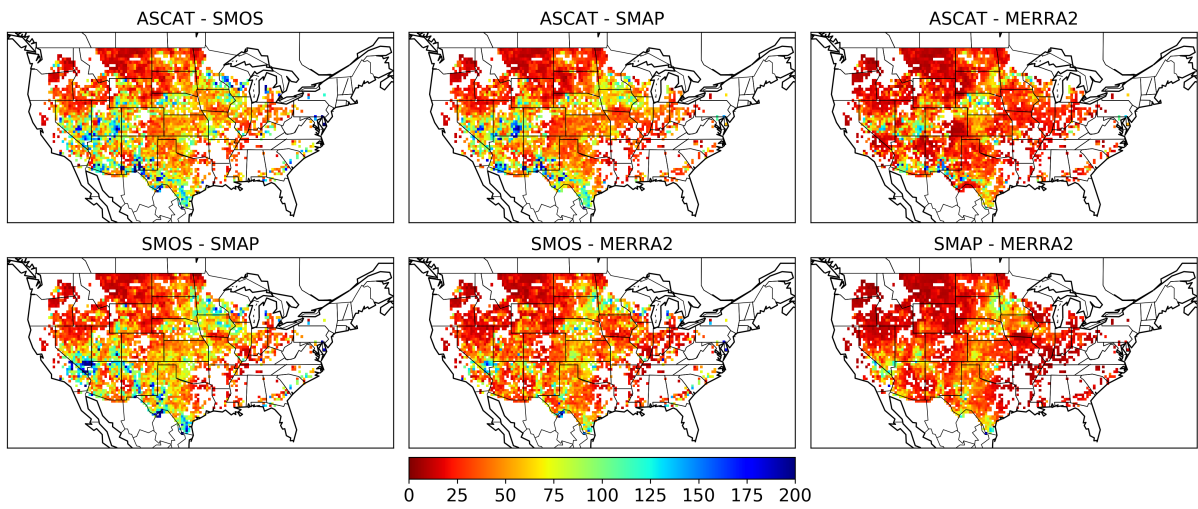 ASCAT - SMOS
ASCAT - SMAP
ASCAT - MERRA2
SMOS - SMAP
SMOS - MERRA2
SMAP - MERRA2
0 25 50 75 100 125 150 175 200